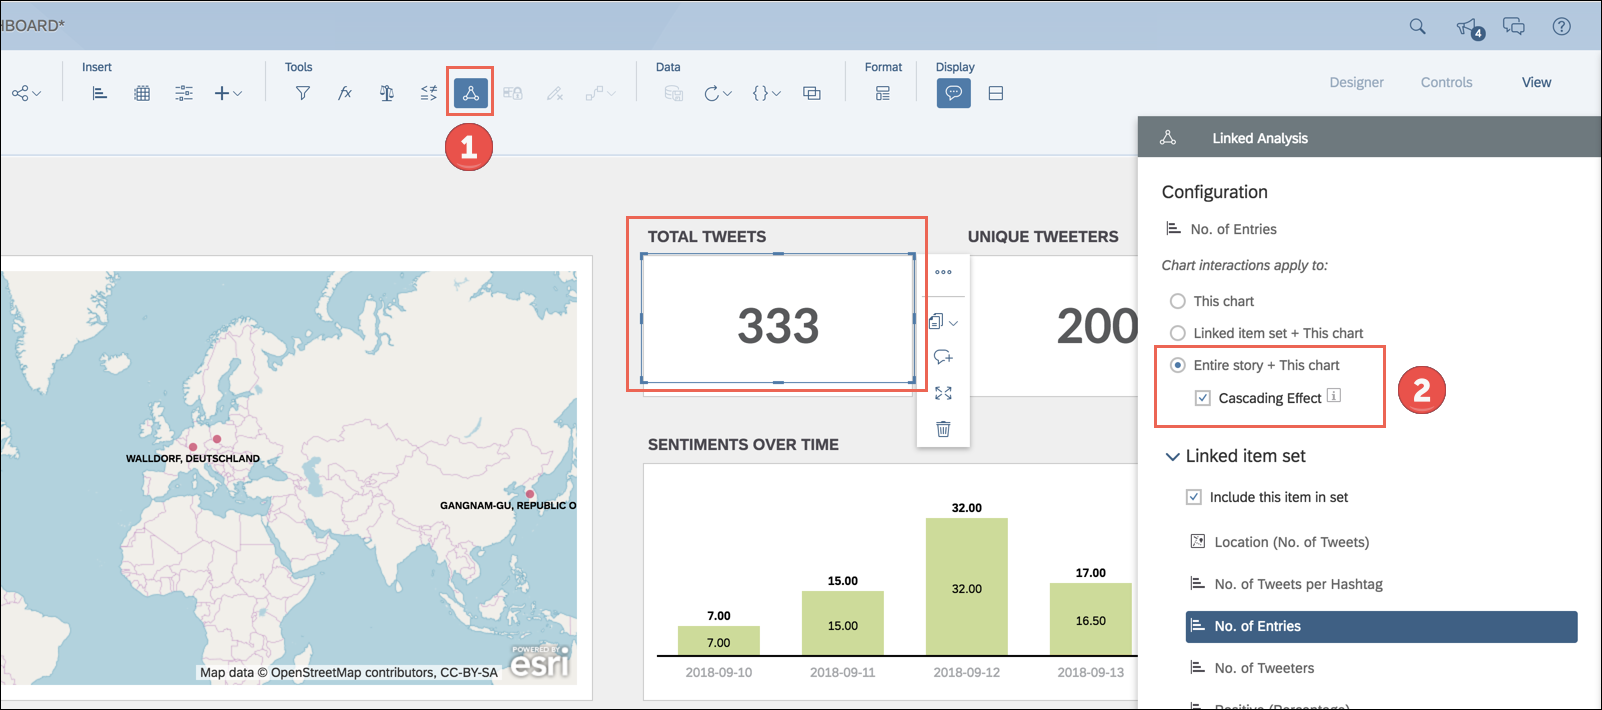 HBOARD*
4
Insert
Tools
Data
Format
Display
Designer
Controls
View
fx
1
Linked Analysis
Configuration
No. of Entries
Chart interactions apply to:
This chart
Linked item set + This chart
Entire story + This chart
Cascading Effect
2
Linked item set
Include this item in set
Location (No. of Tweets)
No. of Tweets per Hashtag
No. of Entries
No. of Tweeters
Positive (Percentage)
TOTAL TWEETS
333
UNIQUE TWEETERS
200
WALLDORF, DEUTSCHLAND
GANGNAM-GU, REPUBLIC O
POWERED BY
esri
Map data © OpenStreetMap contributors, CC-BY-SA
SENTIMENTS OVER TIME
7.00
15.00
32.00
17.00
7.00
15.00
32.00
16.50
2018-09-10
2018-09-11
2018-09-12
2018-09-13